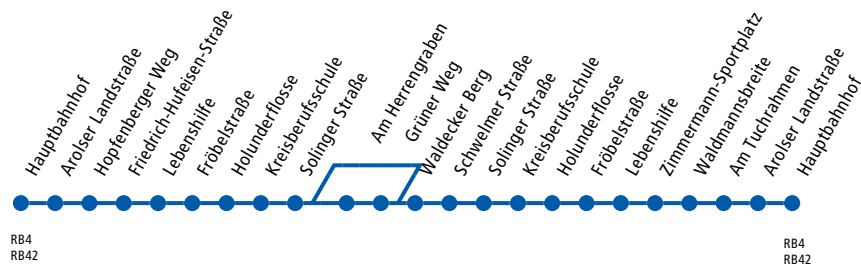 Hauptbahnhof
Arolser Landstraße
Hopfenberger Weg
Friedrich-Hufeisen-Straße
Lebenshilfe
Fröbelstraße
Holunderflosse
Kreisberufsschule
Solinger Straße
Am Herrengraben
Grüner Weg
Waldecker Berg
Schwelmer Straße
Solinger Straße
Kreisberufsschule
Holunderflosse
Fröbelstraße
Lebenshilfe
Zimmermann-Sportplatz
Waldmannsbreite
Am Tuchrahmen
Arolser Landstraße
Hauptbahnhof
RB4
RB42
RB4
RB42